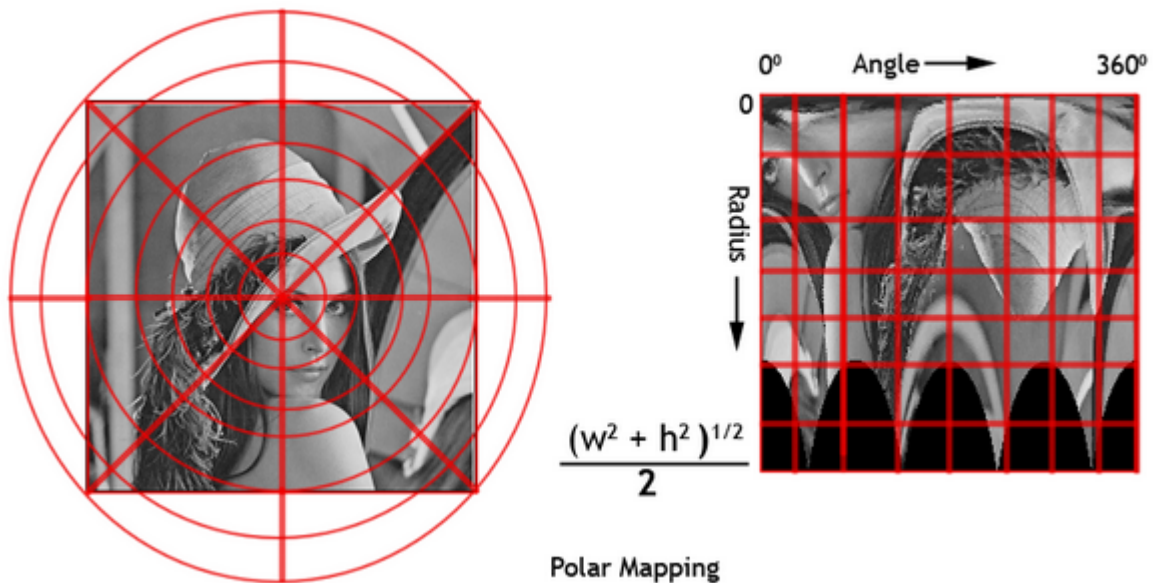 0⁰ Angle 360⁰
0
Radius
(w² + h² )^1/2
2
Polar Mapping